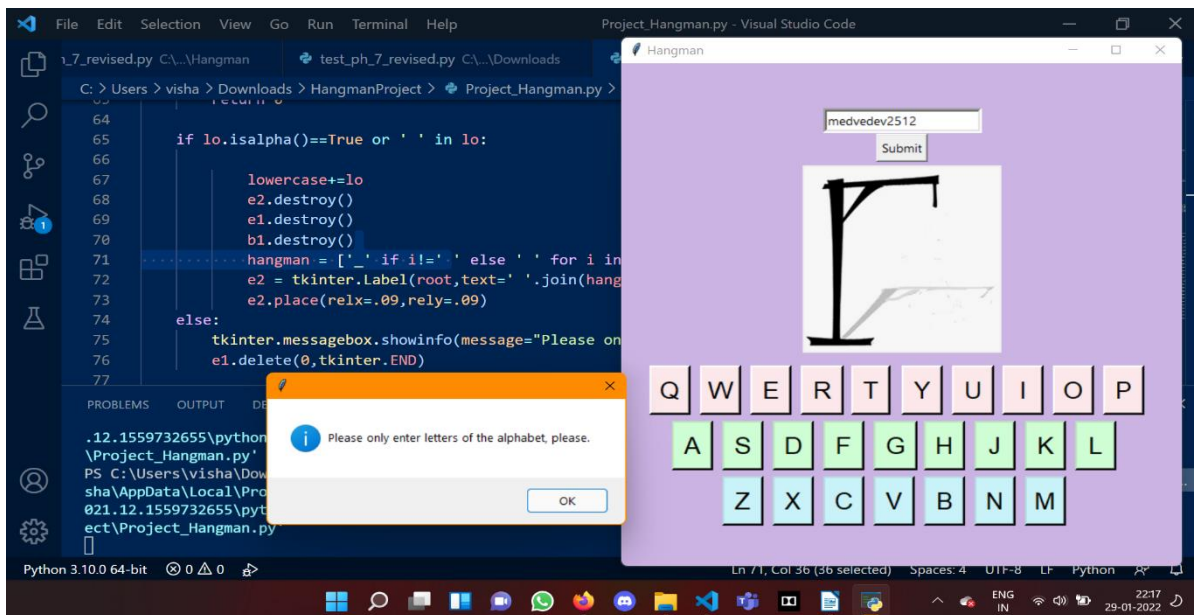 File Edit Selection View Go Run Terminal Help Project_Hangman.py - Visual Studio Code
_7_revised.py C:\...\Hangman test_ph_7_revised.py C:\...\Downloads
C: > Users > visha > Downloads > HangmanProject > Project_Hangman.py >
64
65 if lo.isalpha()==True or ' ' in lo:
66
67 lowercase+=lo
68 e2.destroy()
69 e1.destroy()
70 b1.destroy()
71 hangman = ['_' if i!=' ' else ' ' for i in
72 e2 = tkinter.Label(root,text=' '.join(hang
73 e2.place(relx=.09,rely=.09)
74 else:
75 tkinter.messagebox.showinfo(message="Please on
76 e1.delete(0,tkinter.END)
77
PROBLEMS OUTPUT DE
.12.1559732655\python
\Project_Hangman.py'
PS C:\Users\visha\Dow
sha\AppData\Local\Pro
021.12.1559732655\pyt
ect\Project_Hangman.py'
Please only enter letters of the alphabet, please.
OK
Hangman
medvedev2512
Submit
Q W E R T Y U I O P
A S D F G H J K L
Z X C V B N M
1
Python 3.10.0 64-bit 0 0 Ln 71, Col 36 (36 selected) Spaces: 4 UTF-8 LF Python
ENG
IN
22:17
29-01-2022